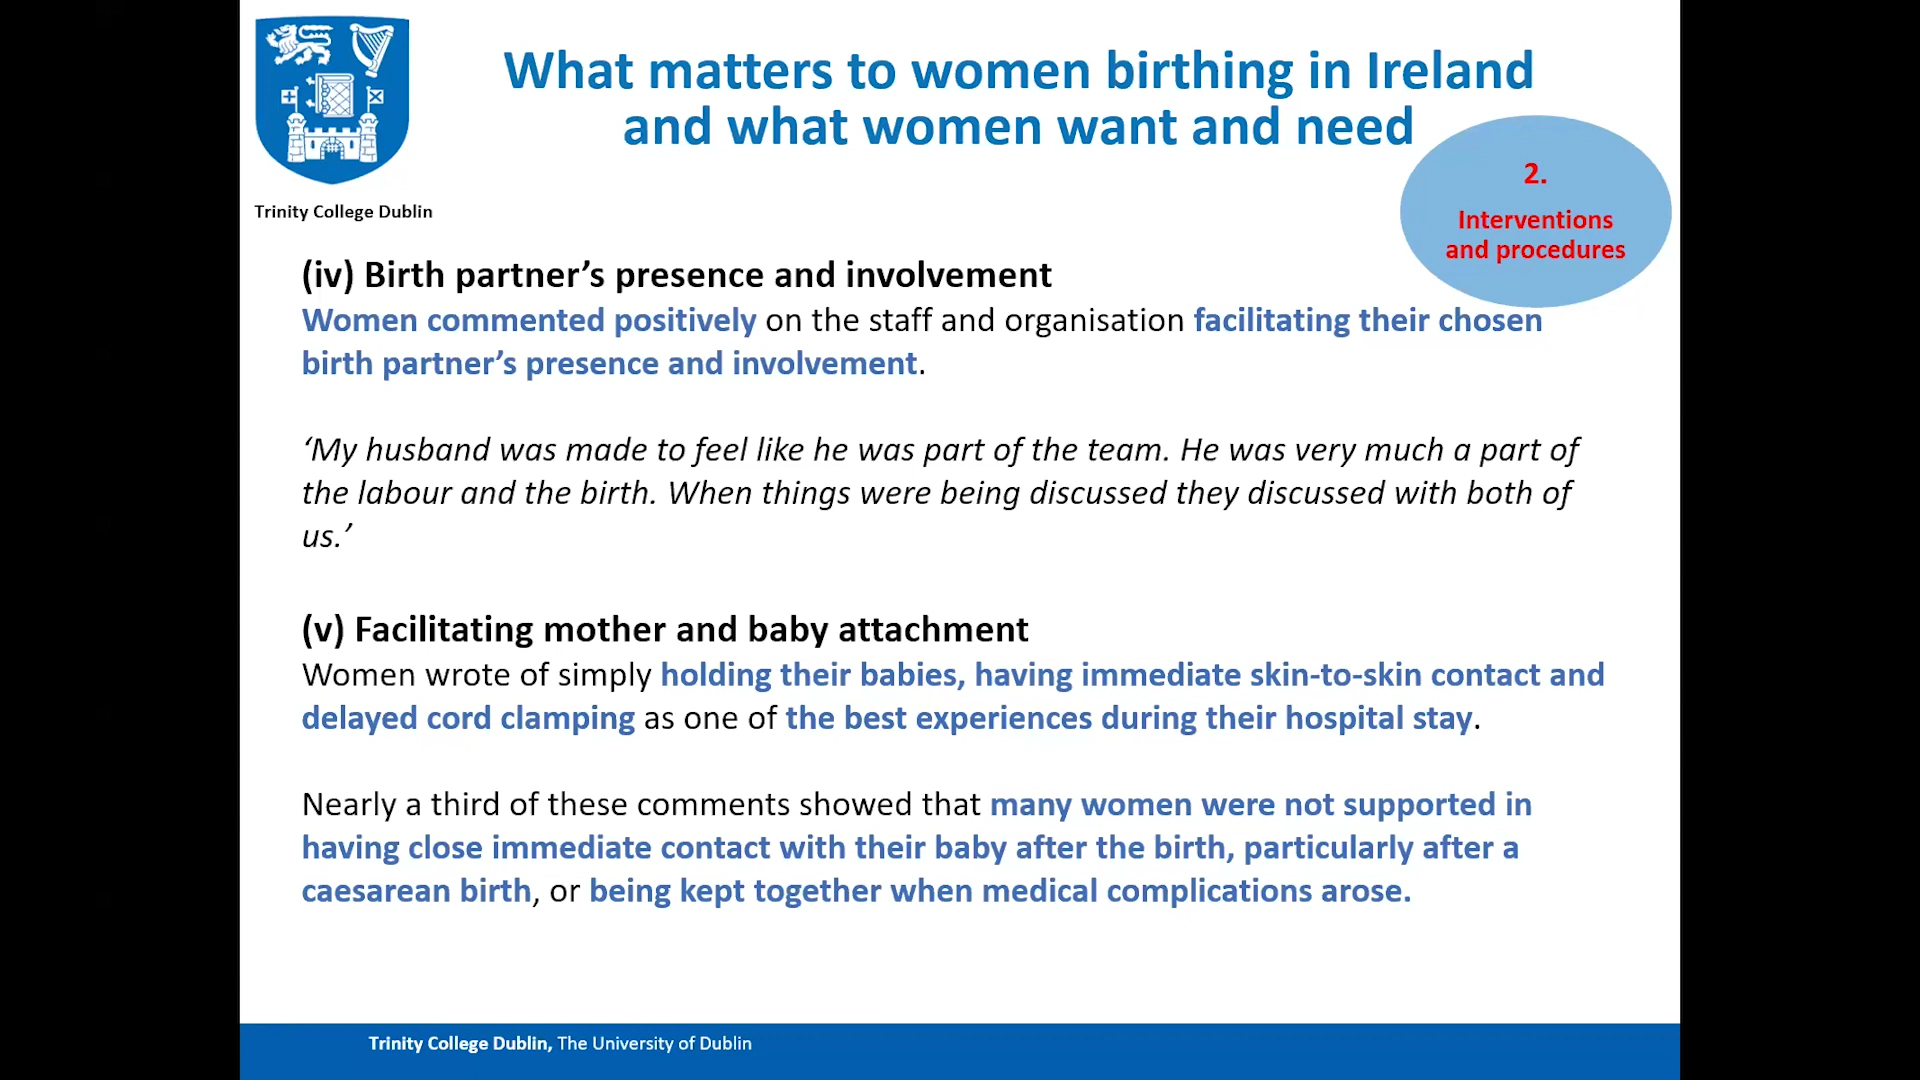 What matters to women birthing in Ireland
and what women want and need
2.
Interventions
and procedures
Trinity College Dublin
(iv) Birth partner’s presence and involvement
Women commented positively on the staff and organisation facilitating their chosen
birth partner’s presence and involvement.
‘My husband was made to feel like he was part of the team. He was very much a part of
the labour and the birth. When things were being discussed they discussed with both of
us.’
(v) Facilitating mother and baby attachment
Women wrote of simply holding their babies, having immediate skin-to-skin contact and
delayed cord clamping as one of the best experiences during their hospital stay.
Nearly a third of these comments showed that many women were not supported in
having close immediate contact with their baby after the birth, particularly after a
caesarean birth, or being kept together when medical complications arose.
Trinity College Dublin, The University of Dublin